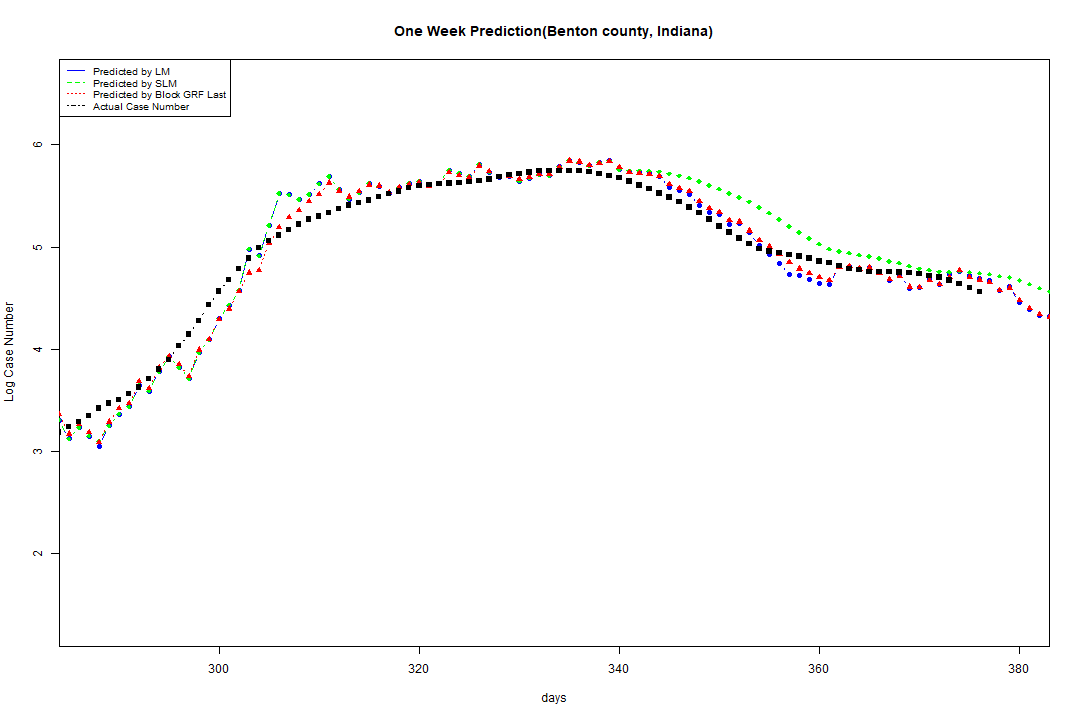 One Week Prediction(Benton county, Indiana)
Predicted by LM
Predicted by SLM
Predicted by Block GRF Last
Actual Case Number
6
5
4
3
2
Log Case Number
300 320 340 360 380
days